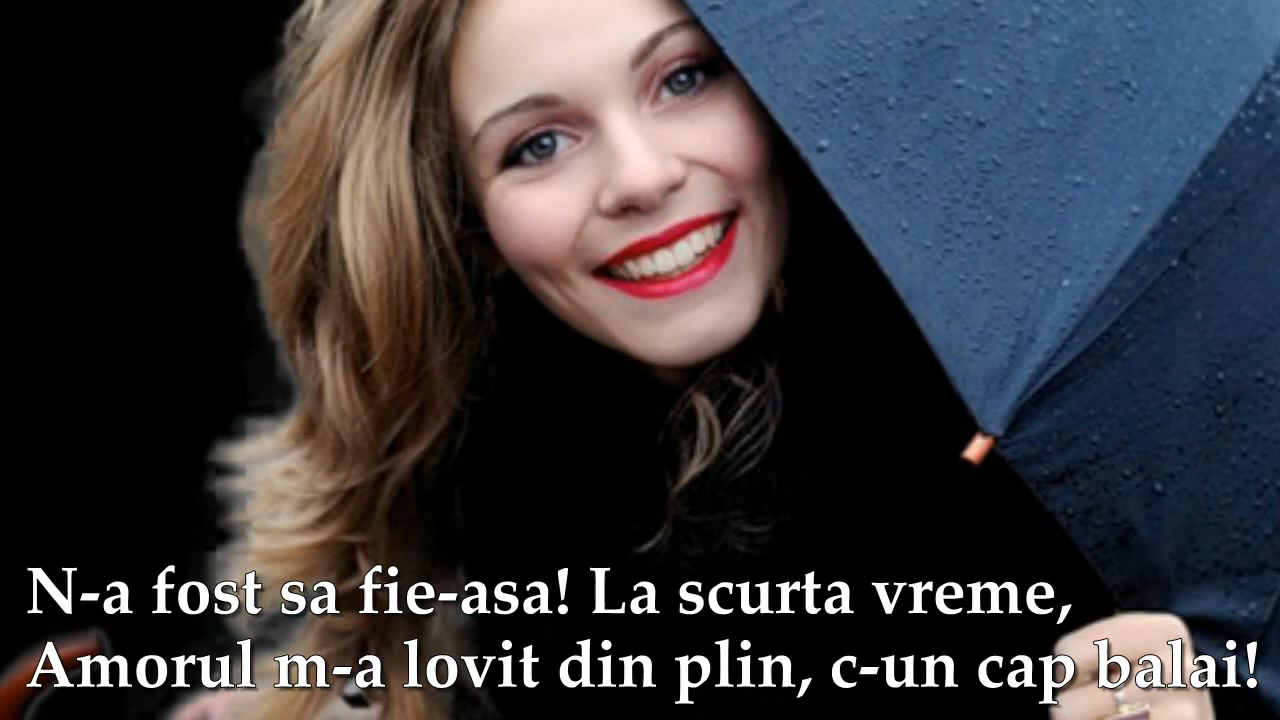 N-a fost sa fie-asa! La scurta vreme,
Amorul m-a lovit din plin, c-un cap balai!